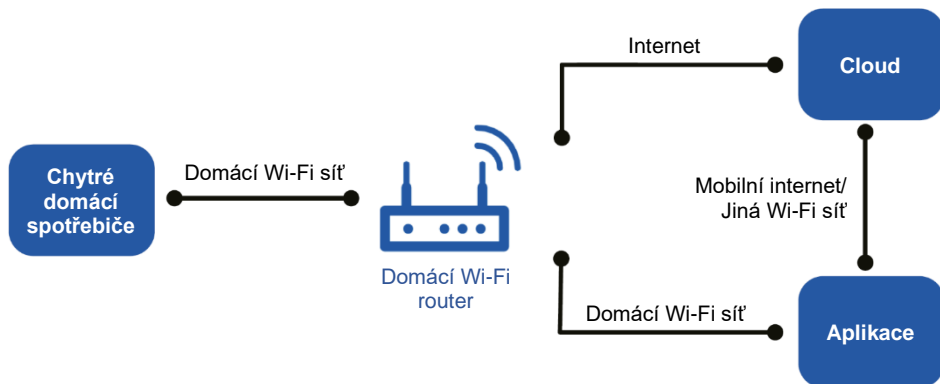 Chytré
domácí
spotřebiče
Domácí Wi-Fi síť
Domácí Wi-Fi
router
Internet
Cloud
Mobilní internet/
Jiná Wi-Fi síť
Domácí Wi-Fi síť
Aplikace